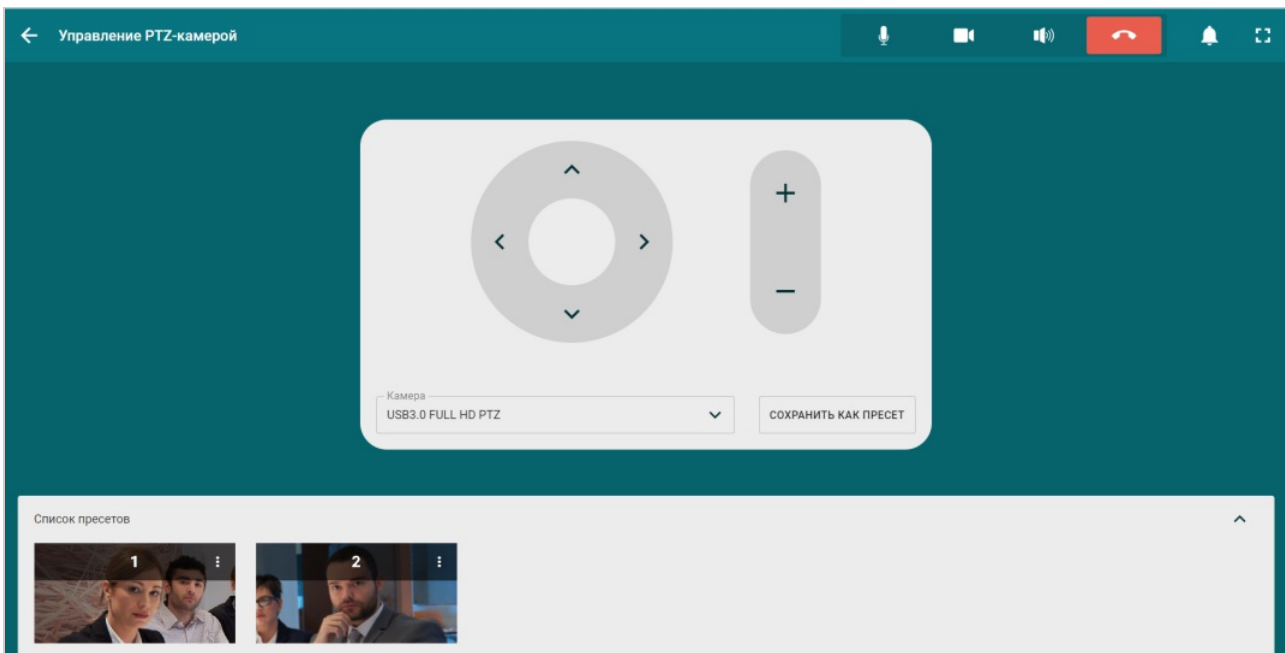 Управление PTZ-камерой
Камера
USB3.0 FULL HD PTZ
СОХРАНИТЬ КАК ПРЕСЕТ
Список пресетов
1
2